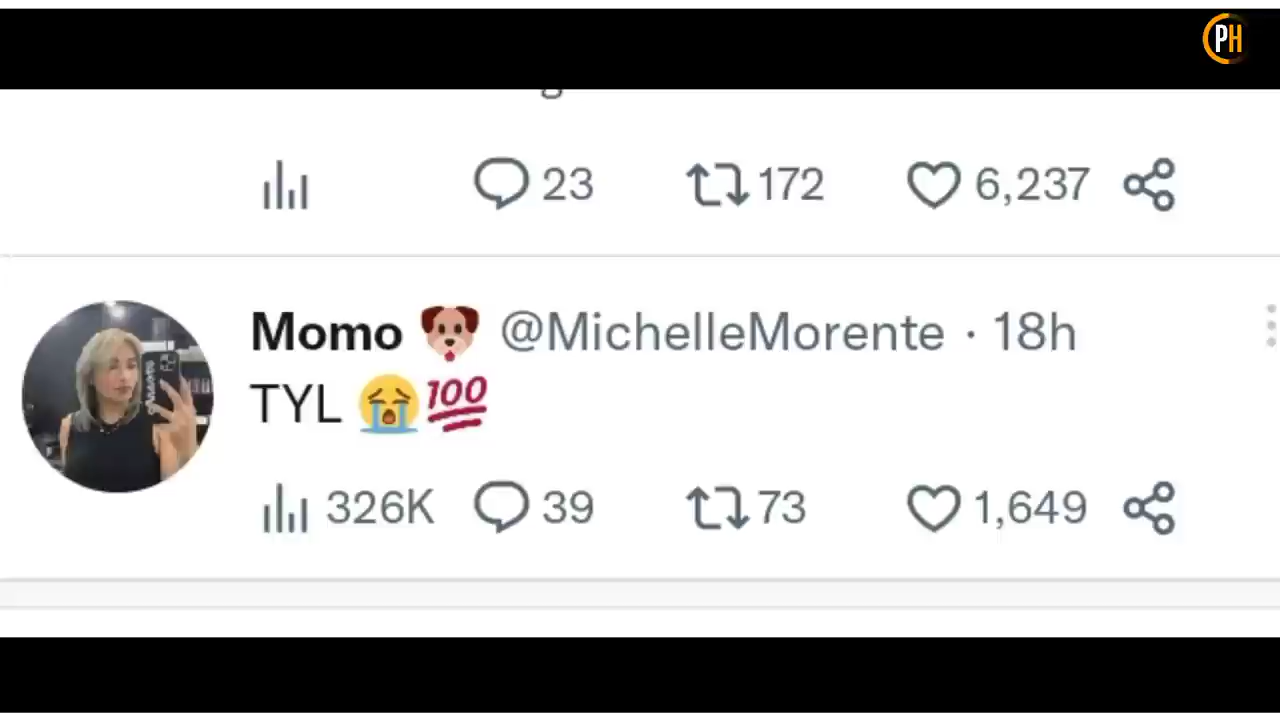 PH
23 172 6,237
Momo 🐶 @MichelleMorente · 18h
TYL 😭💯
326K 39 73 1,649